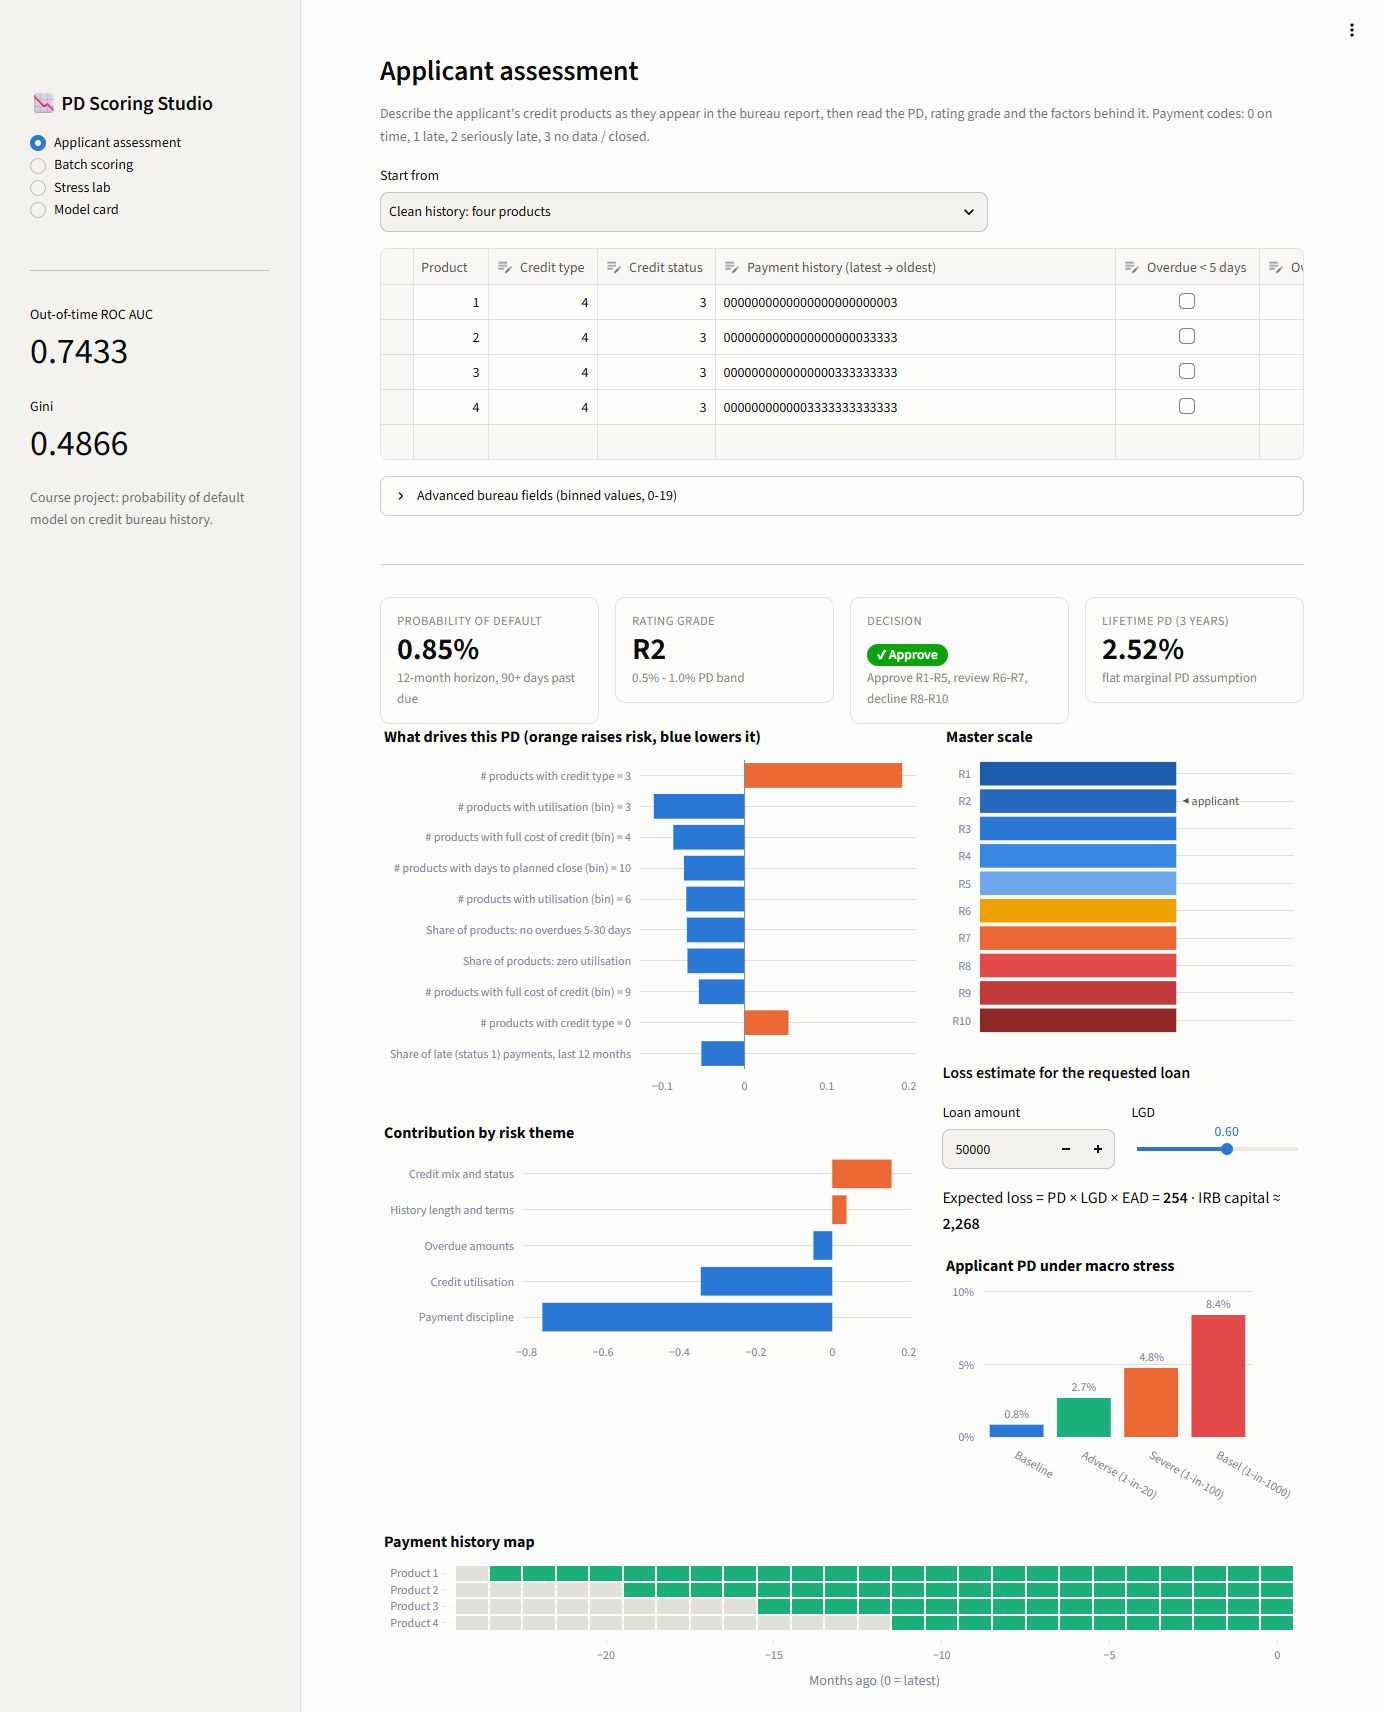 PD Scoring Studio
Applicant assessment
Batch scoring
Stress lab
Model card
Out-of-time ROC AUC
0.7433
Gini
0.4866
Course project: probability of default
model on credit bureau history.
Applicant assessment
Describe the applicant's credit products as they appear in the bureau report, then read the PD, rating grade and the factors behind it. Payment codes: 0 on
time, 1 late, 2 seriously late, 3 no data / closed.
Start from
Clean history: four products
Product Credit type Credit status Payment history (latest → oldest) Overdue < 5 days Ov
1 4 3 0000000000000000000000003
2 4 3 0000000000000000000033333
3 4 3 0000000000000000333333333
4 4 3 0000000000003333333333333
Advanced bureau fields (binned values, 0-19)
PROBABILITY OF DEFAULT
0.85%
12-month horizon, 90+ days past
due
RATING GRADE
R2
0.5% - 1.0% PD band
DECISION
✓ Approve
Approve R1-R5, review R6-R7,
decline R8-R10
LIFETIME PD (3 YEARS)
2.52%
flat marginal PD assumption
What drives this PD (orange raises risk, blue lowers it)
# products with credit type = 3
# products with utilisation (bin) = 3
# products with full cost of credit (bin) = 4
# products with days to planned close (bin) = 10
# products with utilisation (bin) = 6
Share of products: no overdues 5-30 days
Share of products: zero utilisation
# products with full cost of credit (bin) = 9
# products with credit type = 0
Share of late (status 1) payments, last 12 months
−0.1 0 0.1 0.2
Master scale
R1
R2 ◄ applicant
R3
R4
R5
R6
R7
R8
R9
R10
Loss estimate for the requested loan
Loan amount
50000 − +
LGD
0.60
Expected loss = PD × LGD × EAD = 254 · IRB capital ≈
2,268
Contribution by risk theme
Credit mix and status
History length and terms
Overdue amounts
Credit utilisation
Payment discipline
−0.8 −0.6 −0.4 −0.2 0 0.2
Applicant PD under macro stress
10%
5%
0%
0.8%
2.7%
4.8%
8.4%
Baseline
Adverse (1-in-20)
Severe (1-in-100)
Basel (1-in-1000)
Payment history map
Product 1
Product 2
Product 3
Product 4
−20 −15 −10 −5 0
Months ago (0 = latest)